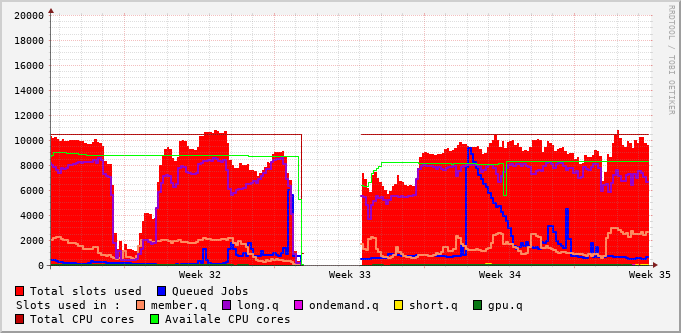 20000
18000
16000
14000
12000
10000
8000
6000
4000
2000
0
Week 32 Week 33 Week 34 Week 35
Total slots used Queued Jobs
Slots used in : member.q long.q ondemand.q short.q gpu.q
Total CPU cores Availale CPU cores
RRDTOOL / TOBI OETIKER